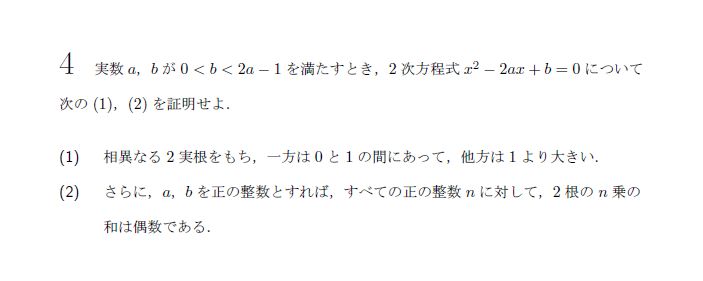 4 実数 a，b が 0 < b < 2a − 1 を満たすとき，2 次方程式 x² − 2ax + b = 0 について
次の (1)，(2) を証明せよ．
(1) 相異なる 2 実根をもち，一方は 0 と 1 の間にあって，他方は 1 より大きい．
(2) さらに，a，b を正の整数とすれば，すべての正の整数 n に対して，2 根の n 乗の
和は偶数である．